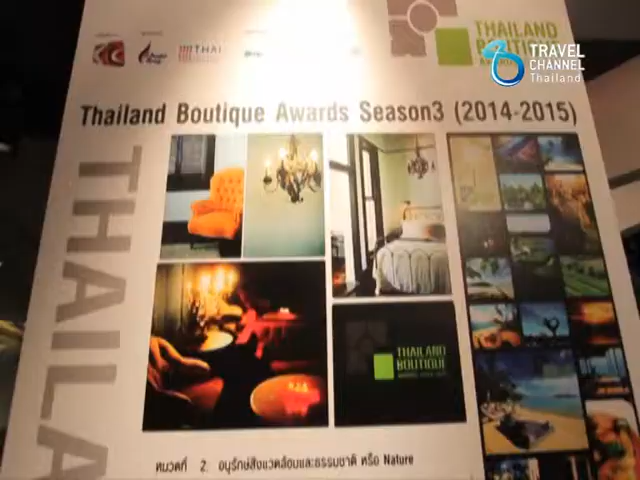 THAILAND
BOUTIQUE
TRAVEL
CHANNEL
Thailand
Thailand Boutique Awards Season3 (2014-2015)
THAILA
THAILAND
BOUTIQUE
หมวดที่ 2. อนุรักษ์สิ่งแวดล้อมและธรรมชาติ หรือ Nature